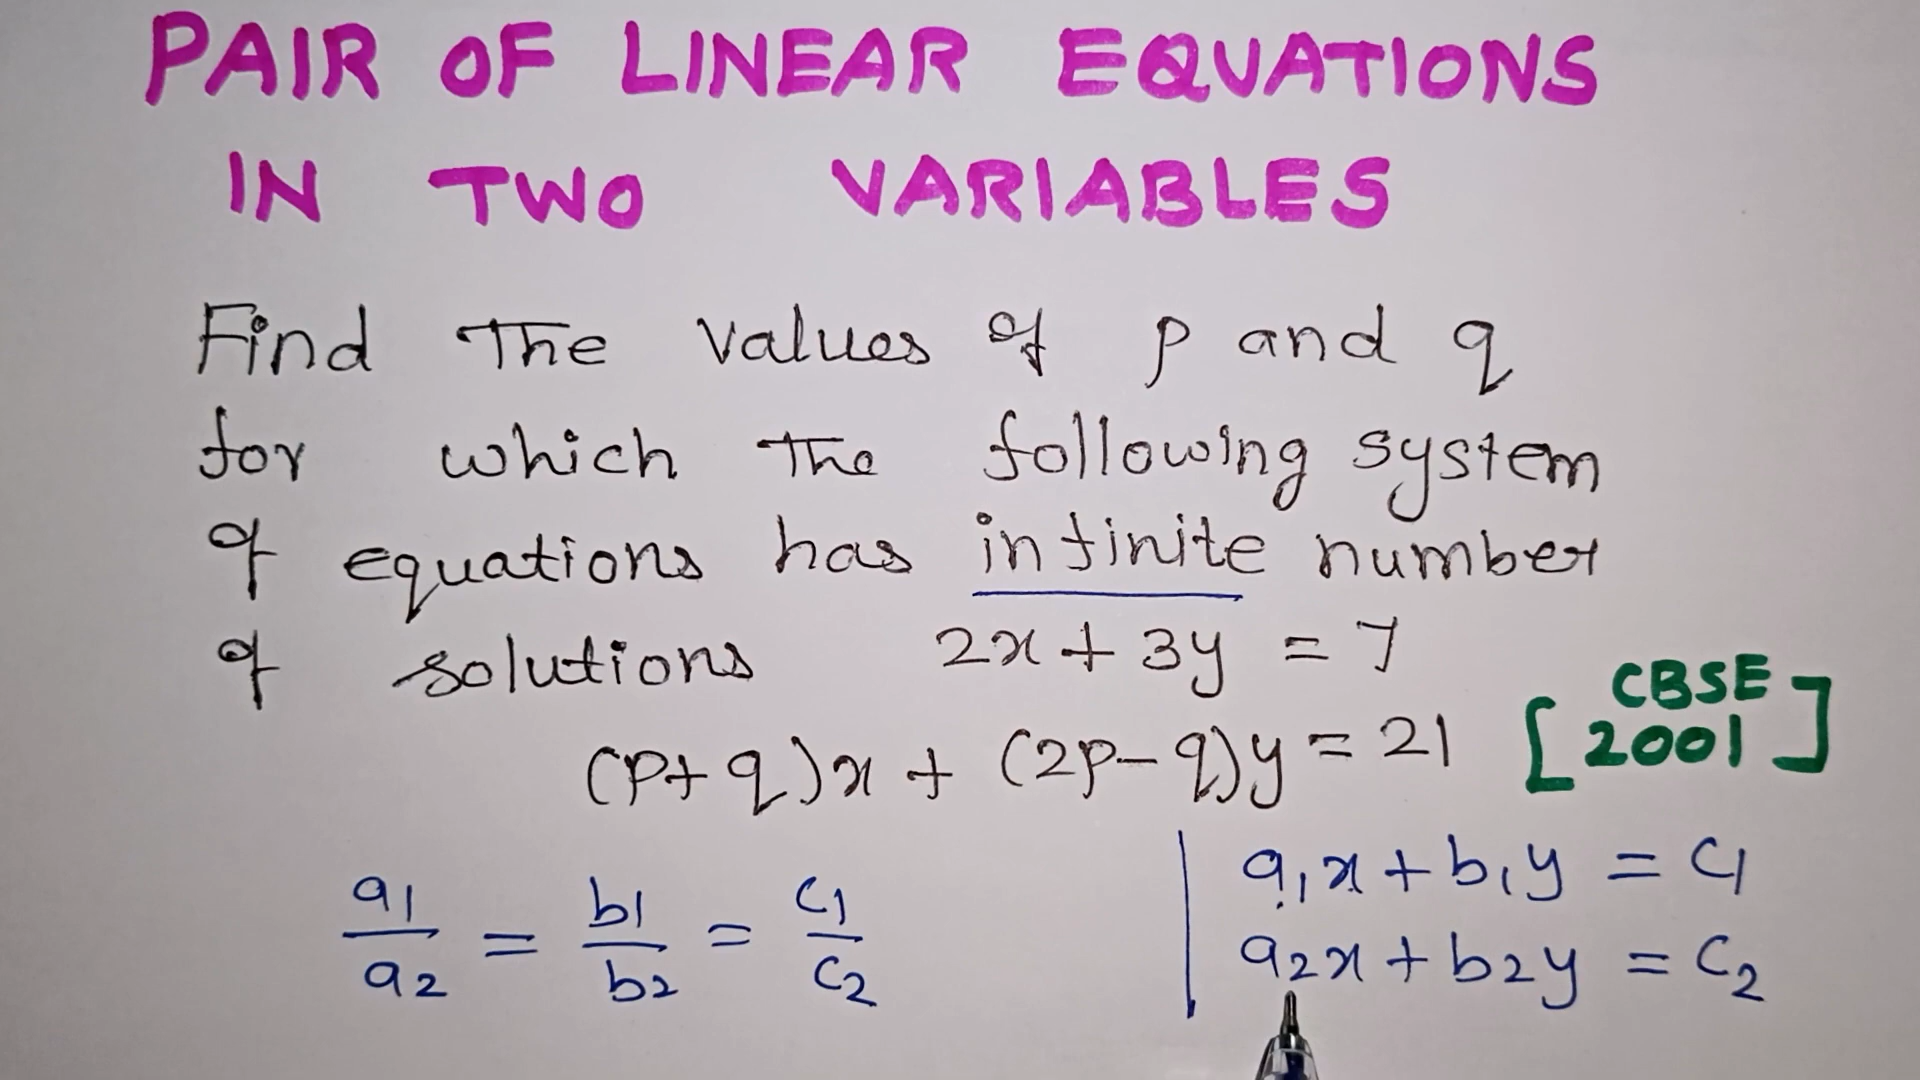 PAIR OF LINEAR EQUATIONS
IN TWO VARIABLES
Find The values of p and q
for which The following system
of equations has infinite number
of solutions 2x + 3y = 7
(p+q)x + (2p-q)y = 21 [CBSE 2001]
a1/a2 = b1/b2 = c1/c2
a1x + b1y = c1
a2x + b2y = c2